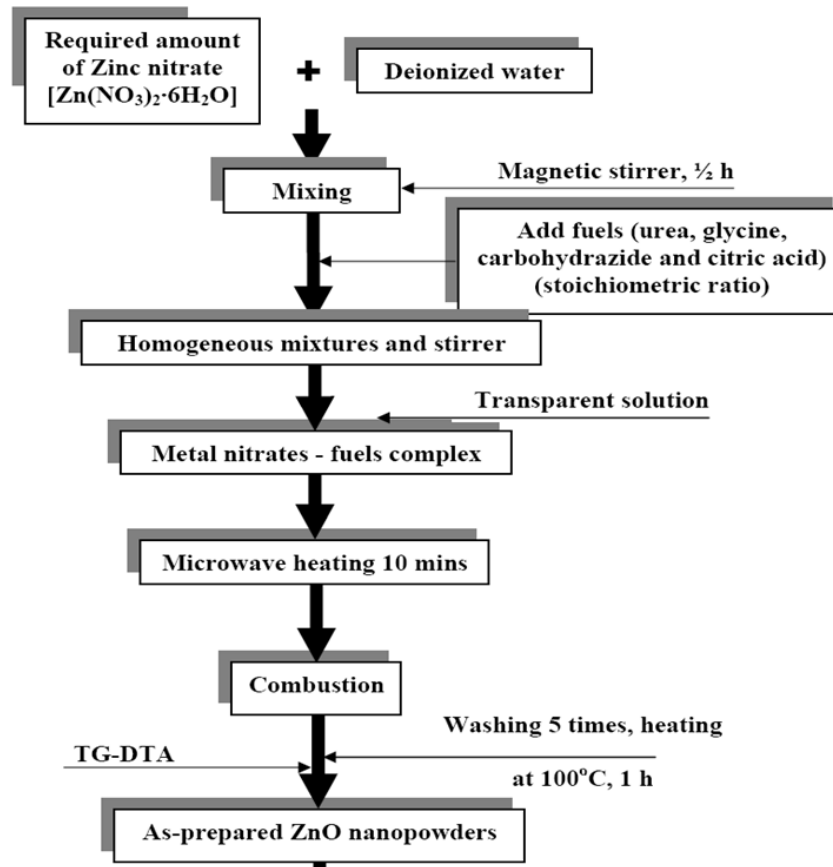 Required amount
of Zinc nitrate
[Zn(NO₃)₂·6H₂O]
+
Deionized water
Mixing
Magnetic stirrer, ½ h
Add fuels (urea, glycine,
carbohydrazide and citric acid)
(stoichiometric ratio)
Homogeneous mixtures and stirrer
Transparent solution
Metal nitrates - fuels complex
Microwave heating 10 mins
Combustion
Washing 5 times, heating
TG-DTA
at 100°C, 1 h
As-prepared ZnO nanopowders